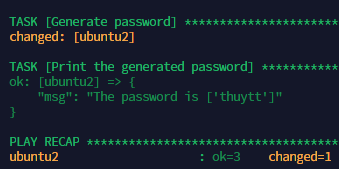 TASK [Generate password] ***********************
changed: [ubuntu2]
TASK [Print the generated password] ************
ok: [ubuntu2] => {
"msg": "The password is ['thuytt']"
}
PLAY RECAP *************************************
ubuntu2 : ok=3 changed=1